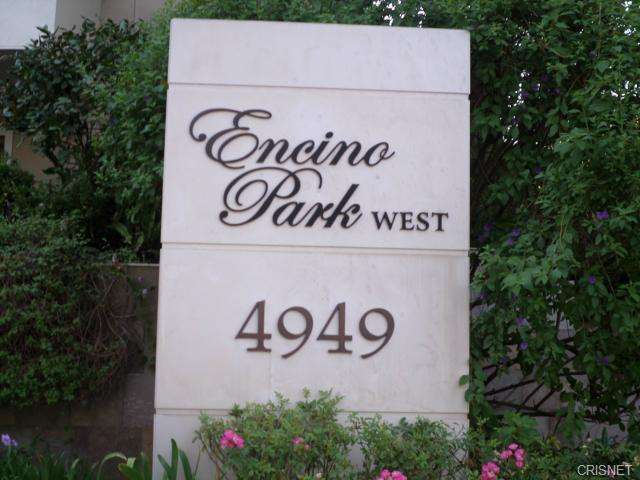 Encino
Park WEST
4949
CRISNET